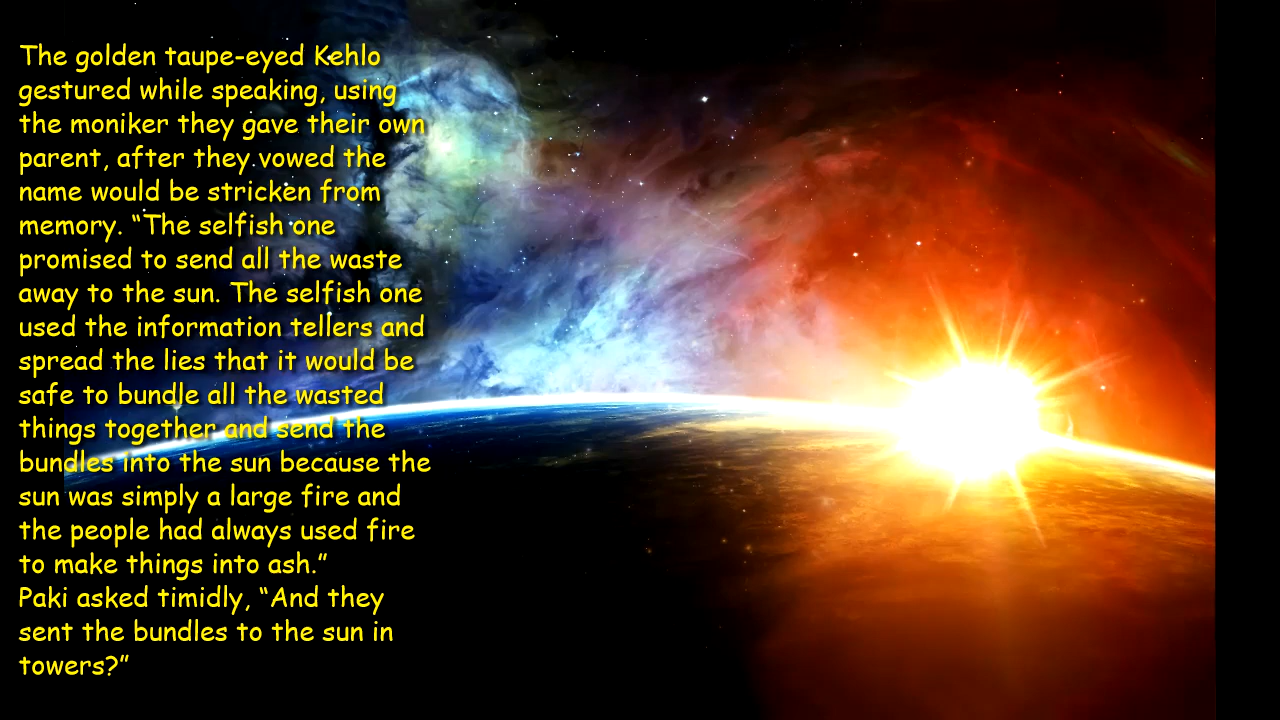 The golden taupe-eyed Kehlo
gestured while speaking, using
the moniker they gave their own
parent, after they vowed the
name would be stricken from
memory. “The selfish one
promised to send all the waste
away to the sun. The selfish one
used the information tellers and
spread the lies that it would be
safe to bundle all the wasted
things together and send the
bundles into the sun because the
sun was simply a large fire and
the people had always used fire
to make things into ash.”
Paki asked timidly, “And they
sent the bundles to the sun in
towers?”